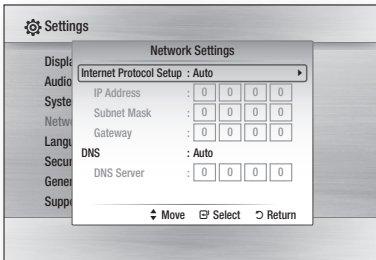 Settings
Network Settings
Internet Protocol Setup : Auto
IP Address : 0 0 0 0
Subnet Mask : 0 0 0 0
Gateway : 0 0 0 0
DNS : Auto
DNS Server : 0 0 0 0
Move Select Return
Displa
Audio
Syste
Netw
Langu
Secur
Gener
Suppo